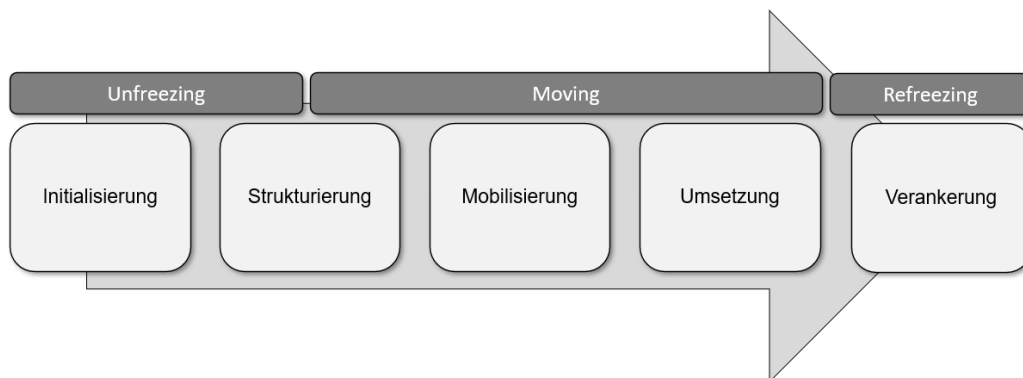 Unfreezing
Moving
Refreezing
Initialisierung
Strukturierung
Mobilisierung
Umsetzung
Verankerung